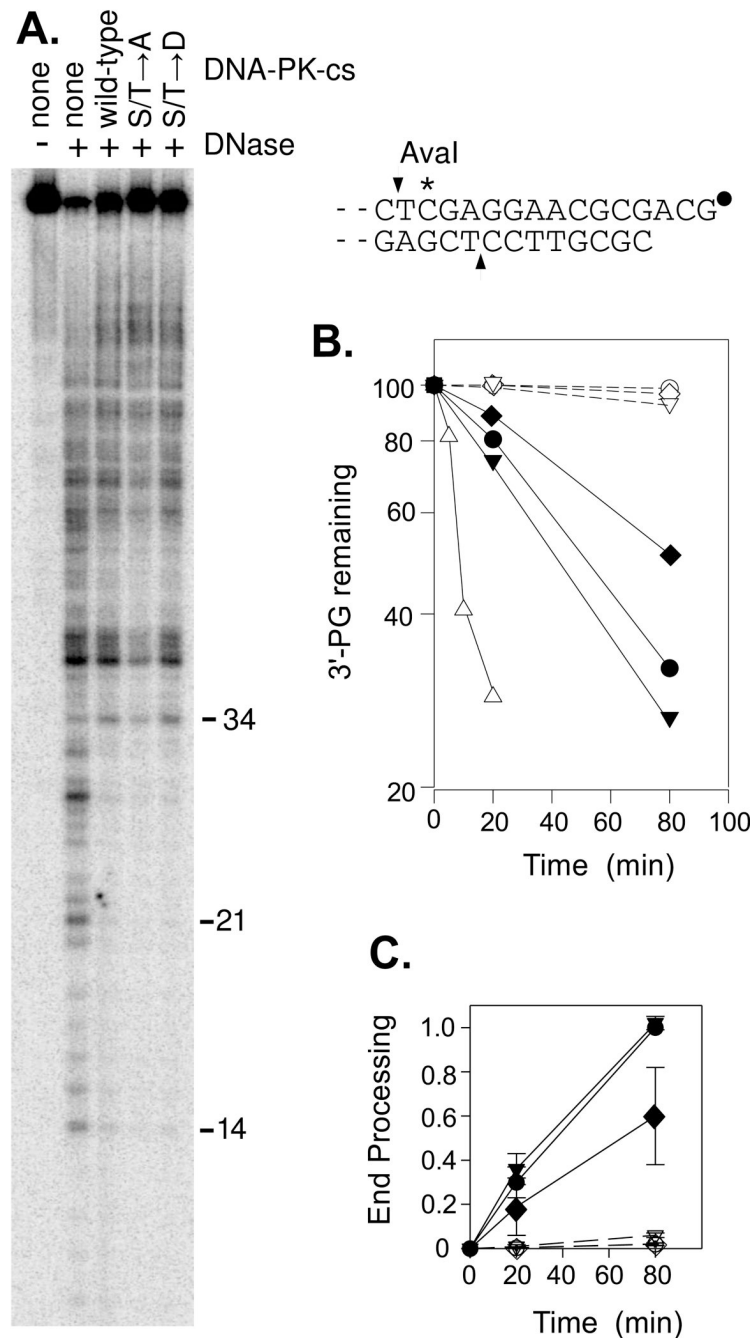 A.
- none
+ none
+ wild-type
+ S/T→A
+ S/T→D
DNA-PK-cs
DNase
AvaI
*
- - CTCGAGGAACGCGACG
- - GAGCTCCTTGCGC
-34
-21
-14
B.
3'-PG remaining
100
80
60
40
20
0
20
40
60
80
100
Time (min)
C.
End Processing
1.0
0.8
0.6
0.4
0.2
0
0
20
40
60
80
Time (min)